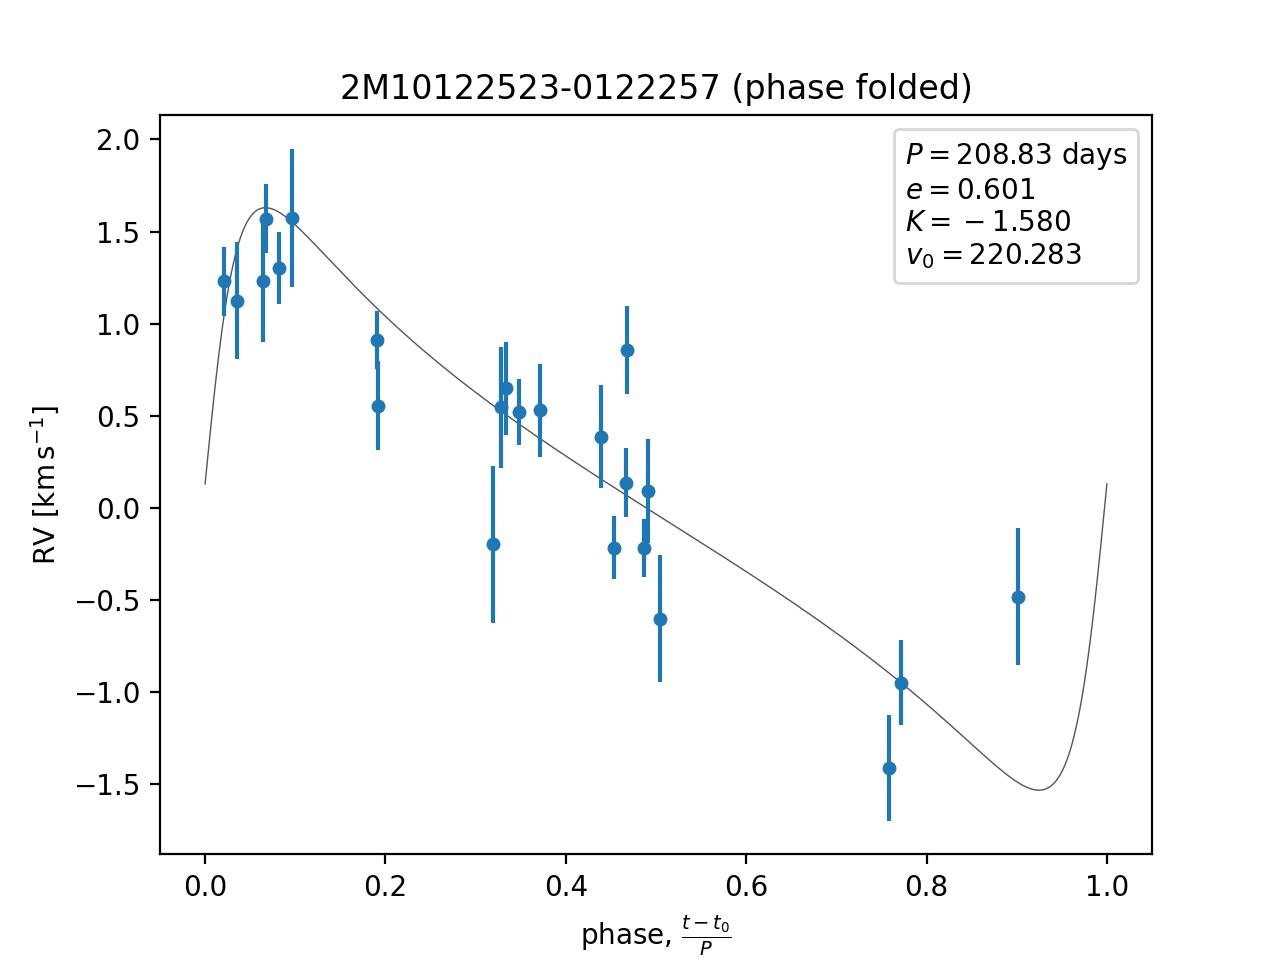 2M10122523-0122257 (phase folded)
P = 208.83 days
e = 0.601
K = −1.580
v₀ = 220.283
RV [km s⁻¹]
2.0
1.5
1.0
0.5
0.0
−0.5
−1.0
−1.5
0.0 0.2 0.4 0.6 0.8 1.0
phase, (t − t₀)/P